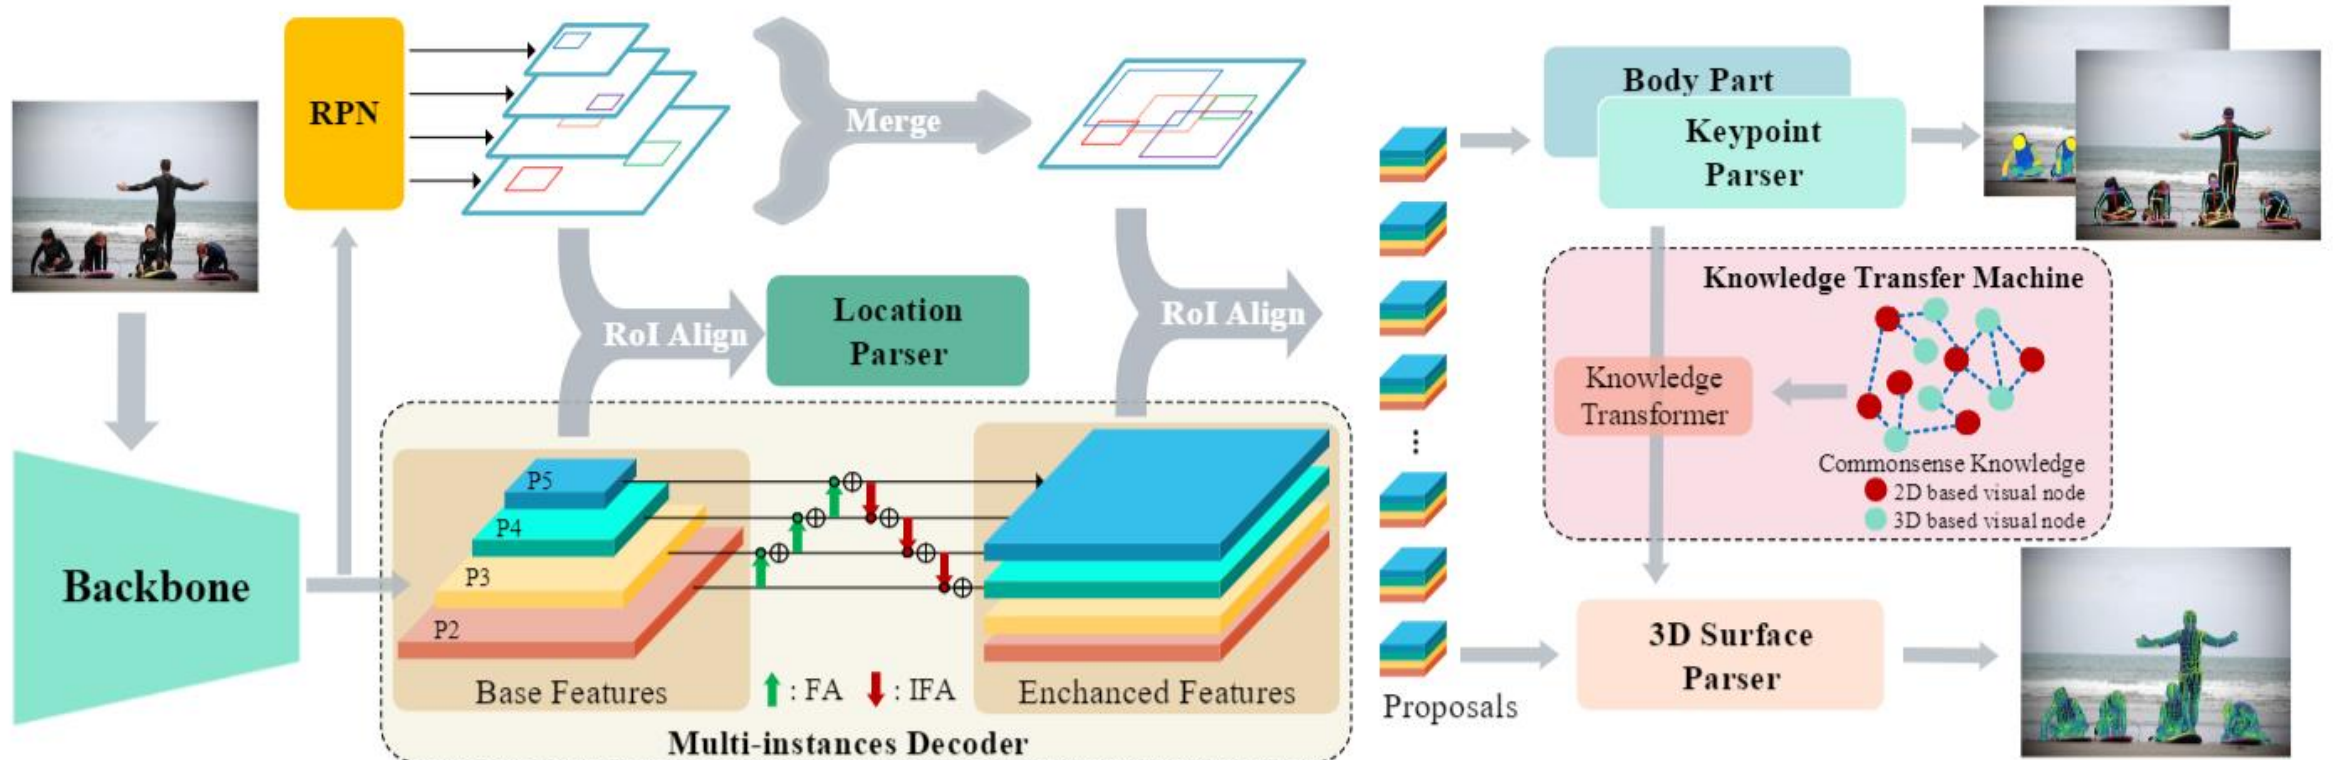 RPN
Merge
Body Part
Keypoint
Parser
RoI Align
Location
Parser
RoI Align
Knowledge Transfer Machine
Knowledge
Transformer
Commonsense Knowledge
2D based visual node
3D based visual node
Backbone
P5
P4
P3
P2
Base Features
: FA
: IFA
Enchanced Features
Multi-instances Decoder
Proposals
3D Surface
Parser